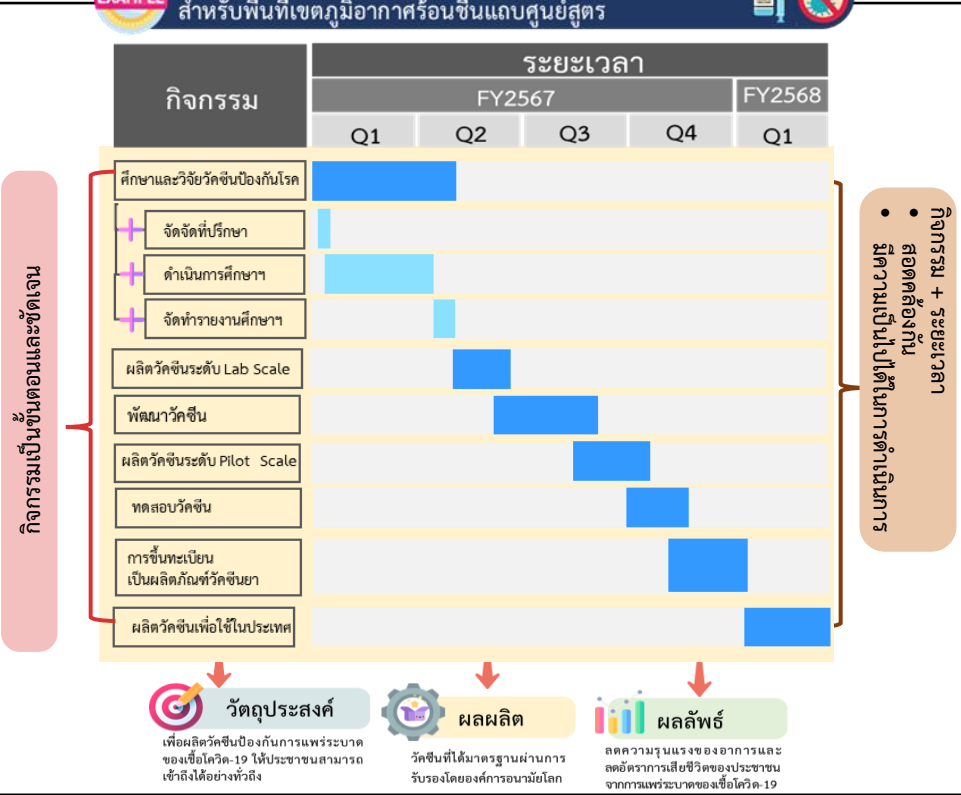 EXAMPLE
สำหรับพื้นที่เขตภูมิอากาศร้อนชื้นแถบศูนย์สูตร
กิจกรรม
ระยะเวลา
FY2567
FY2568
Q1
Q2
Q3
Q4
Q1
ศึกษาและวิจัยวัคซีนป้องกันโรค
จัดจัดที่ปรึกษา
ดำเนินการศึกษาฯ
จัดทำรายงานศึกษาฯ
ผลิตวัคซีนระดับ Lab Scale
พัฒนาวัคซีน
ผลิตวัคซีนระดับ Pilot Scale
ทดสอบวัคซีน
การขึ้นทะเบียน
เป็นผลิตภัณฑ์วัคซีนยา
ผลิตวัคซีนเพื่อใช้ในประเทศ
กิจกรรมเป็นขั้นตอนและชัดเจน
กิจกรรม + ระยะเวลา
• สอดคล้องกัน
• มีความเป็นไปได้ในการดำเนินการ
วัตถุประสงค์
เพื่อผลิตวัคซีนป้องกันการแพร่ระบาด
ของเชื้อโควิด-19 ให้ประชาชนสามารถ
เข้าถึงได้อย่างทั่วถึง
ผลผลิต
วัคซีนที่ได้มาตรฐานผ่านการ
รับรองโดยองค์การอนามัยโลก
ผลลัพธ์
ลดความรุนแรงของอาการและ
ลดอัตราการเสียชีวิตของประชาชน
จากการแพร่ระบาดของเชื้อโควิด-19